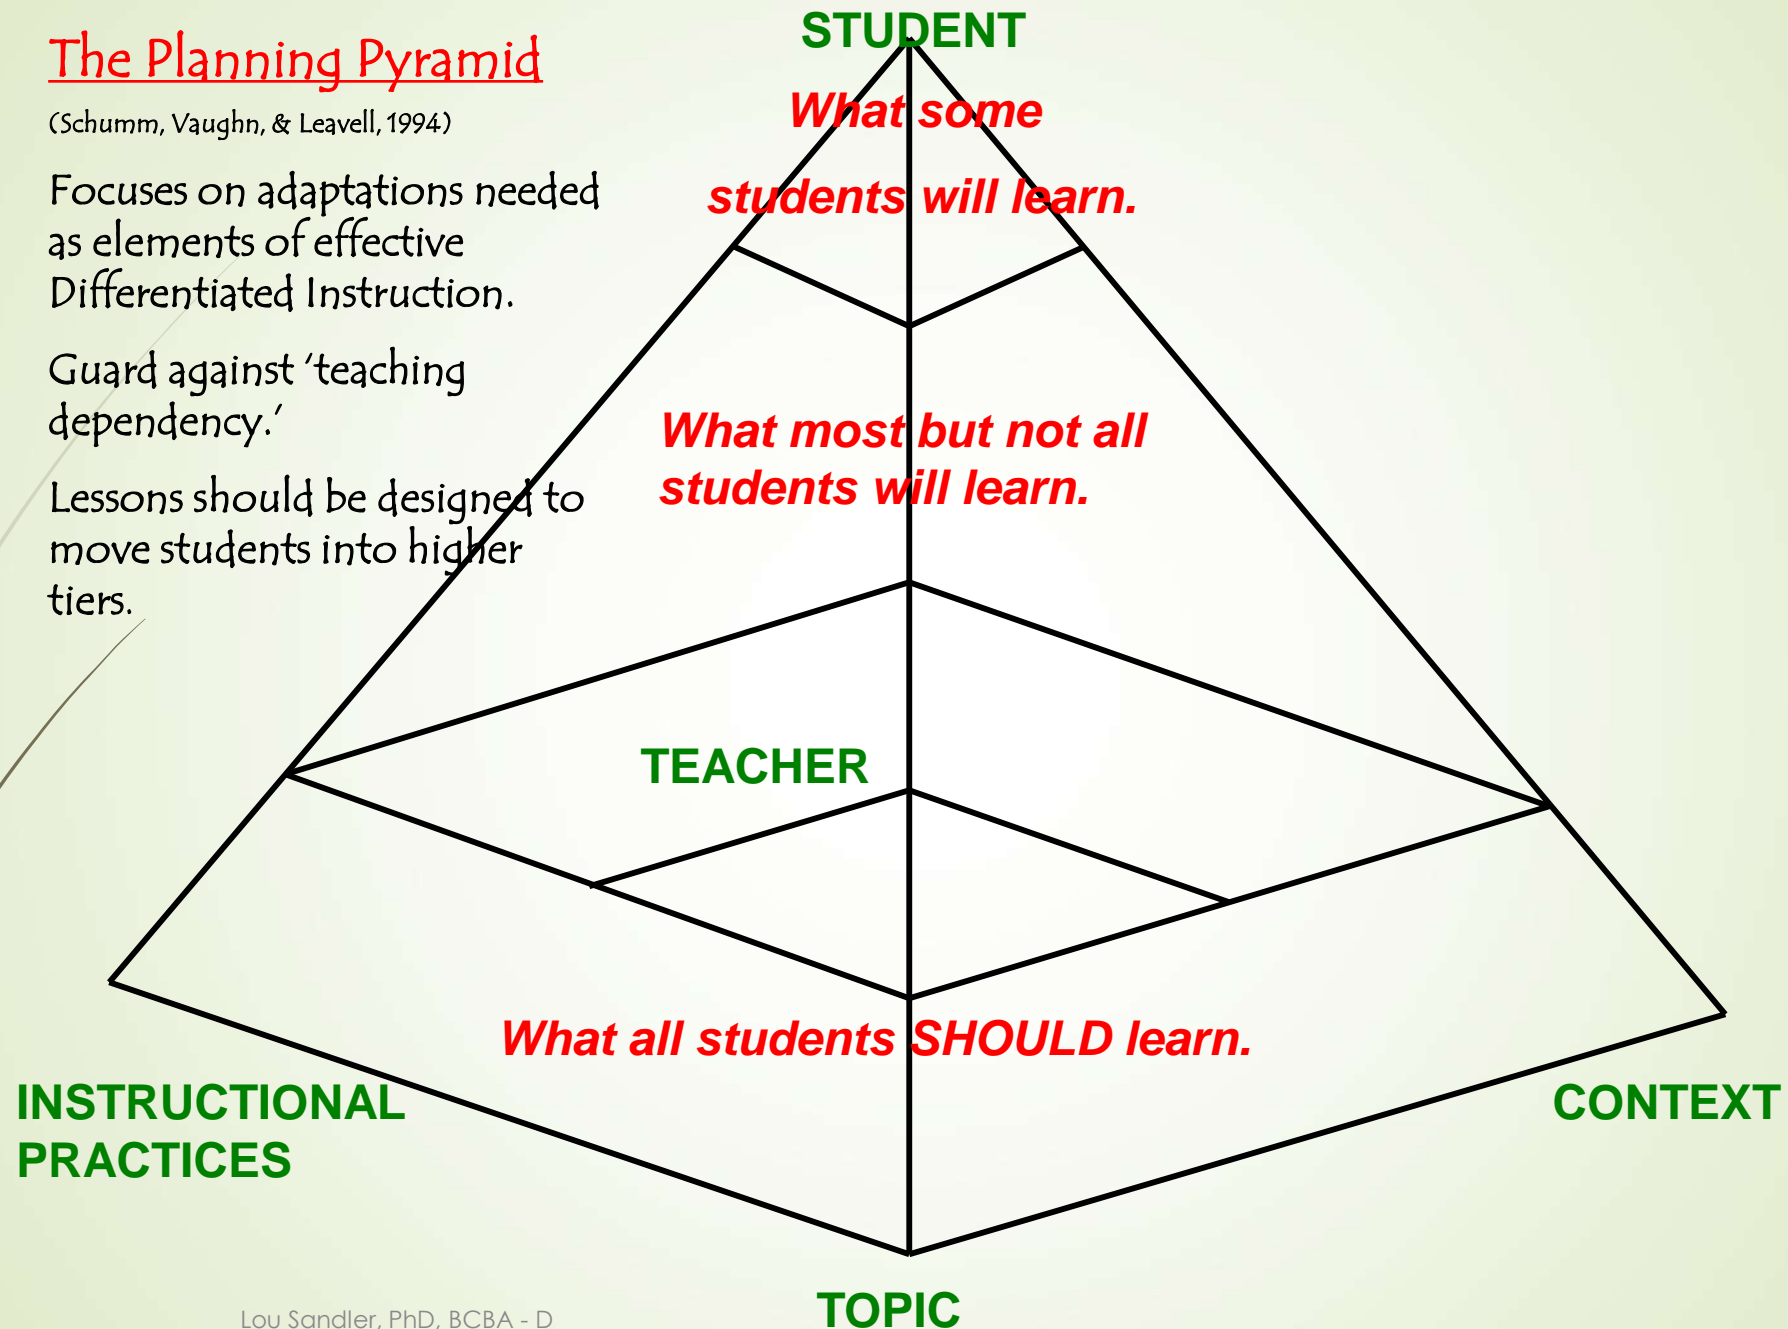 The Planning Pyramid
(Schumm, Vaughn, & Leavell, 1994)
Focuses on adaptations needed
as elements of effective
Differentiated Instruction.
Guard against ‘teaching
dependency.’
Lessons should be designed to
move students into higher
tiers.
STUDENT
What some
students will learn.
What most but not all
students will learn.
TEACHER
What all students SHOULD learn.
INSTRUCTIONAL
PRACTICES
CONTEXT
TOPIC
Lou Sandler, PhD, BCBA - D